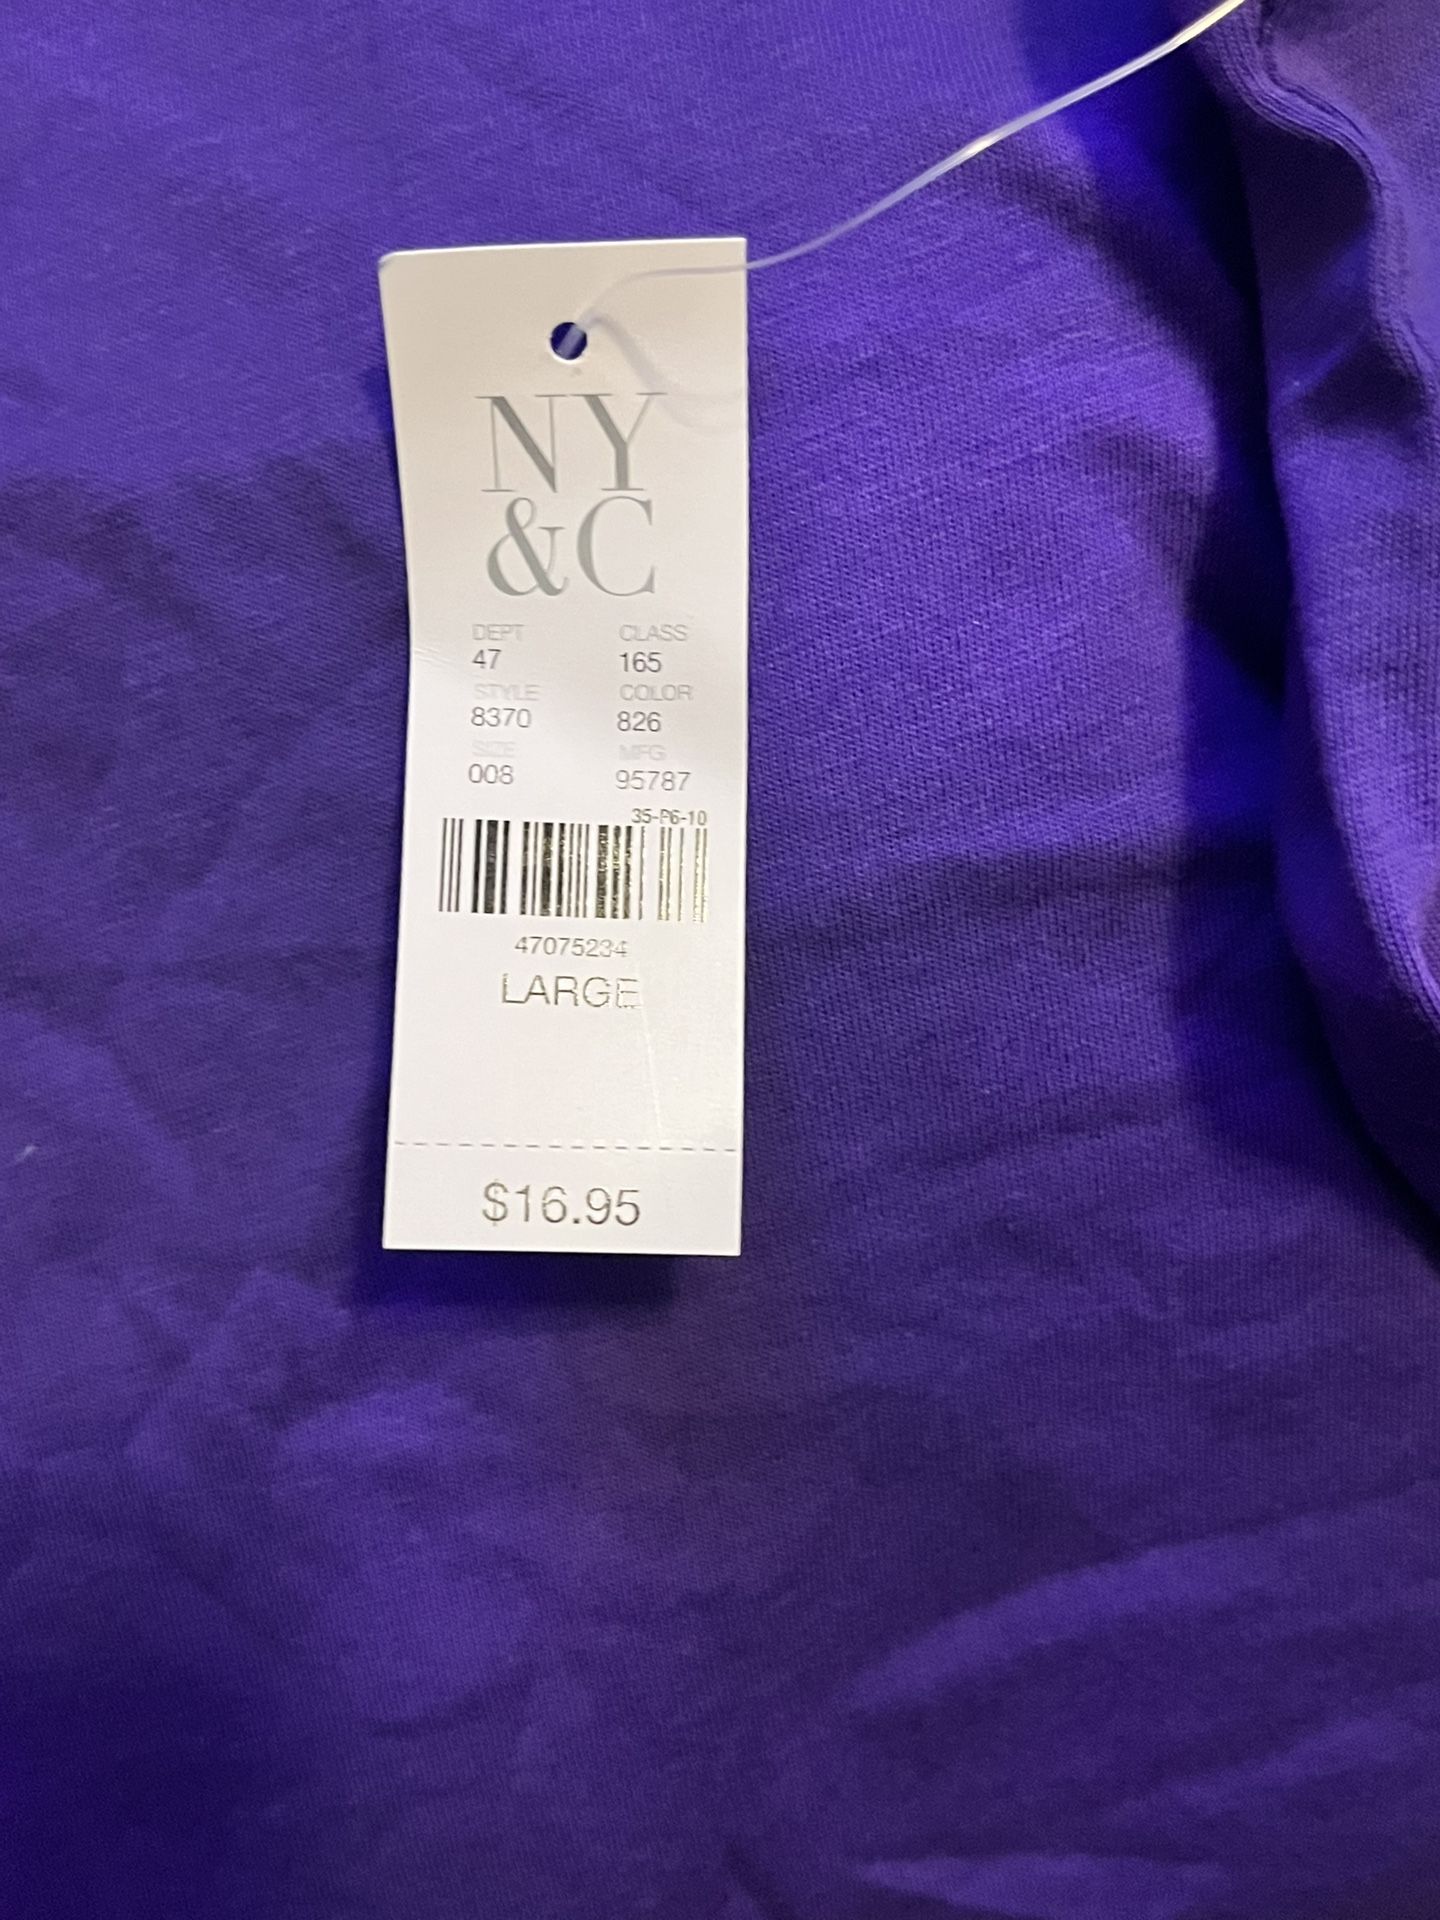 NY
&C
DEPT CLASS
47 165
STYLE COLOR
8370 826
SIZE MFG
008 95787
35-P6-10
47075234
LARGE
$16.95